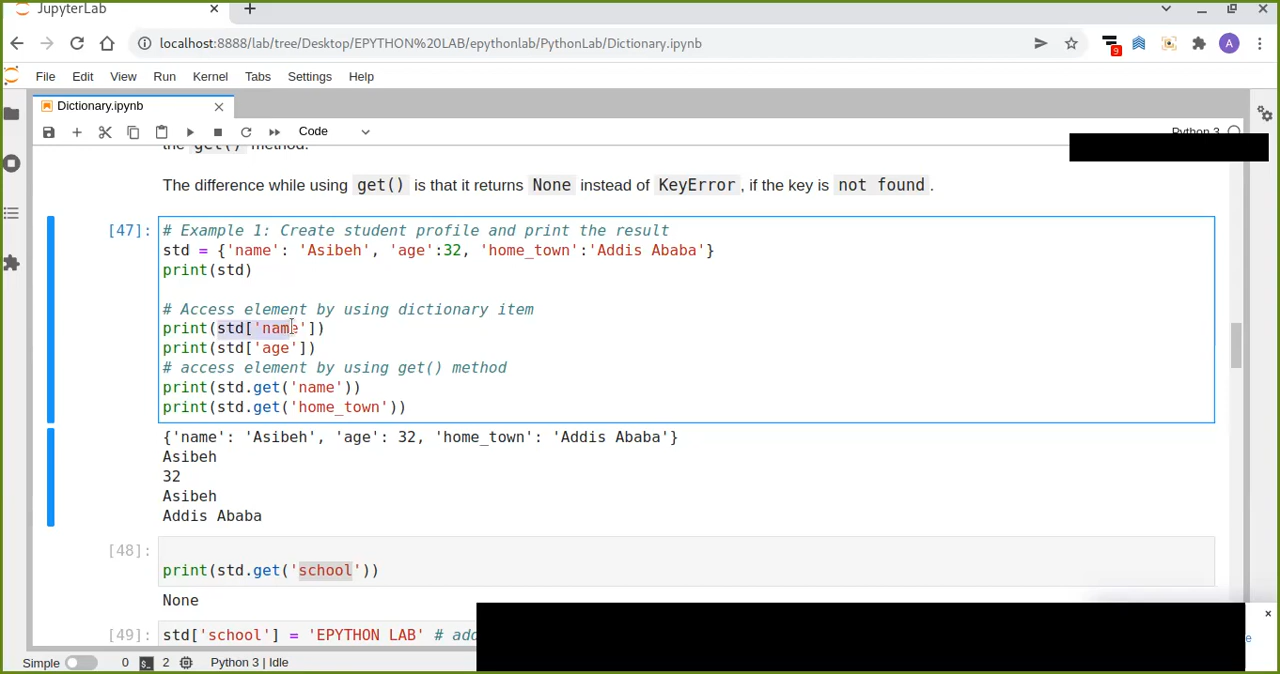 JupyterLab
localhost:8888/lab/tree/Desktop/EPYTHON%20LAB/epythonlab/PythonLab/Dictionary.ipynb
9
A
File Edit View Run Kernel Tabs Settings Help
Dictionary.ipynb
Code
Python 3
the get() method.
The difference while using get() is that it returns None instead of KeyError, if the key is not found.
[47]:
# Example 1: Create student profile and print the result
std = {'name': 'Asibeh', 'age':32, 'home_town':'Addis Ababa'}
print(std)
# Access element by using dictionary item
print(std['name'])
print(std['age'])
# access element by using get() method
print(std.get('name'))
print(std.get('home_town'))
{'name': 'Asibeh', 'age': 32, 'home_town': 'Addis Ababa'}
Asibeh
32
Asibeh
Addis Ababa
[48]:
print(std.get('school'))
None
[49]: std['school'] = 'EPYTHON LAB' # add
Simple 0 2 Python 3 | Idle